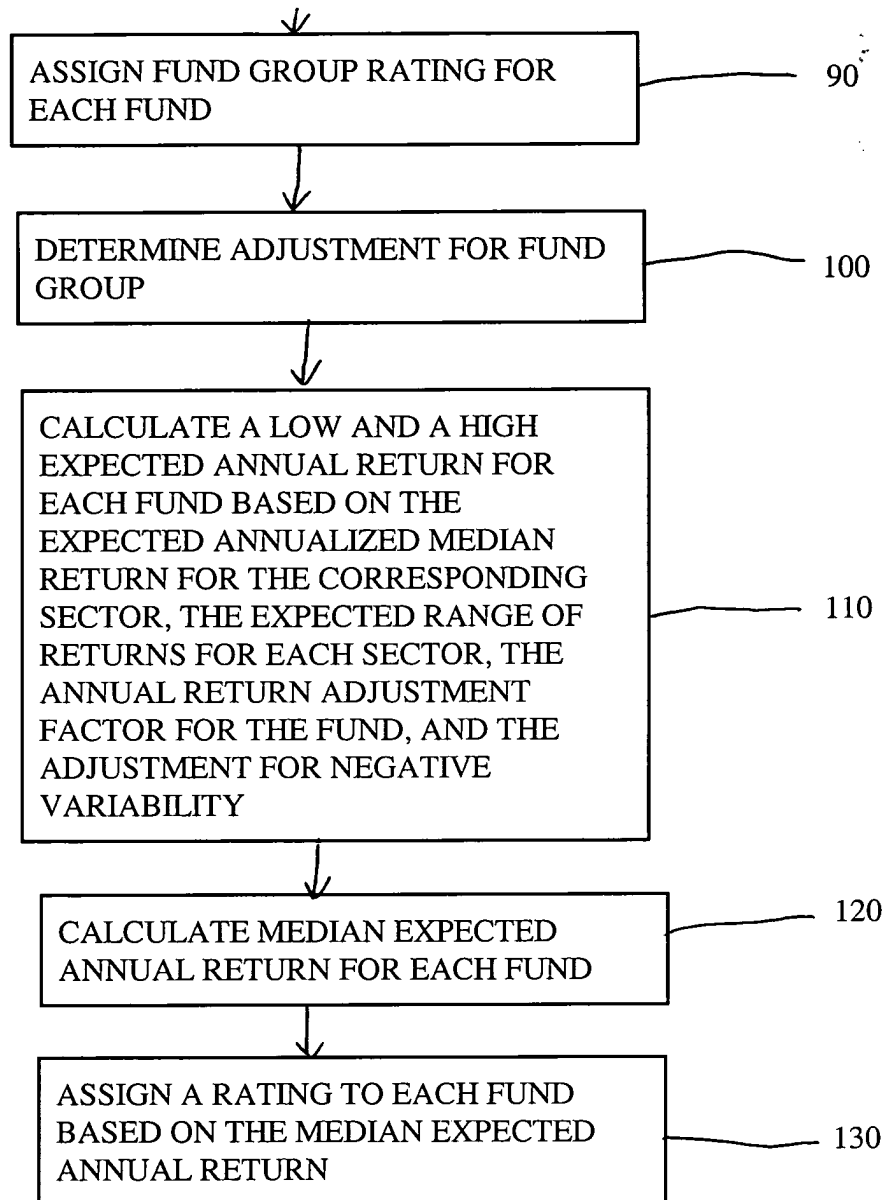 ASSIGN FUND GROUP RATING FOR
EACH FUND
90
DETERMINE ADJUSTMENT FOR FUND
GROUP
100
CALCULATE A LOW AND A HIGH
EXPECTED ANNUAL RETURN FOR
EACH FUND BASED ON THE
EXPECTED ANNUALIZED MEDIAN
RETURN FOR THE CORRESPONDING
SECTOR, THE EXPECTED RANGE OF
RETURNS FOR EACH SECTOR, THE
ANNUAL RETURN ADJUSTMENT
FACTOR FOR THE FUND, AND THE
ADJUSTMENT FOR NEGATIVE
VARIABILITY
110
CALCULATE MEDIAN EXPECTED
ANNUAL RETURN FOR EACH FUND
120
ASSIGN A RATING TO EACH FUND
BASED ON THE MEDIAN EXPECTED
ANNUAL RETURN
130